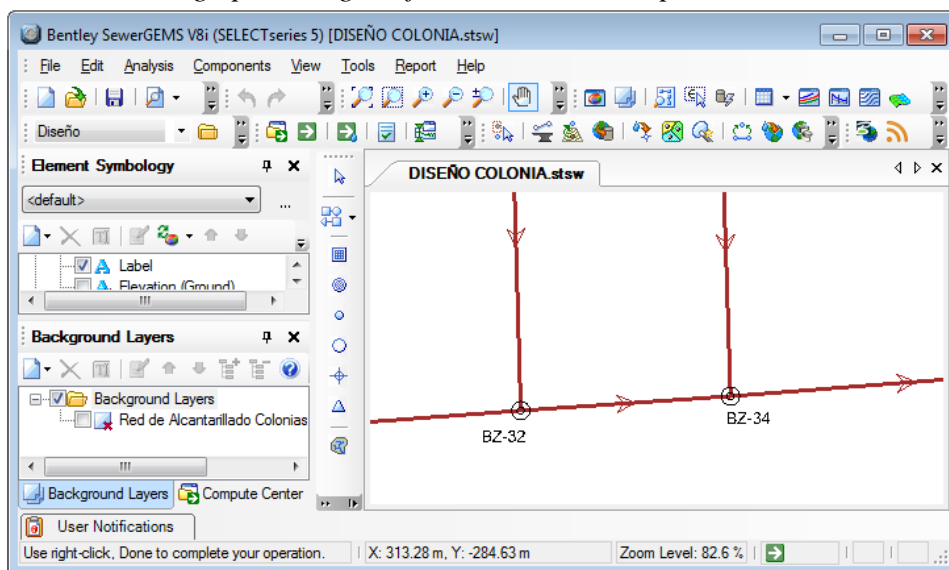 Bentley SewerGEMS V8i (SELECTseries 5) [DISEÑO COLONIA.stsw]
File Edit Analysis Components View Tools Report Help
Diseño
Element Symbology
<default>
...
Label
Elevation (Ground)
Background Layers
Background Layers
Red de Alcantarillado Colonias
Background Layers Compute Center
User Notifications
DISEÑO COLONIA.stsw
BZ-32
BZ-34
Use right-click, Done to complete your operation. X: 313.28 m, Y: -284.63 m Zoom Level: 82.6 %